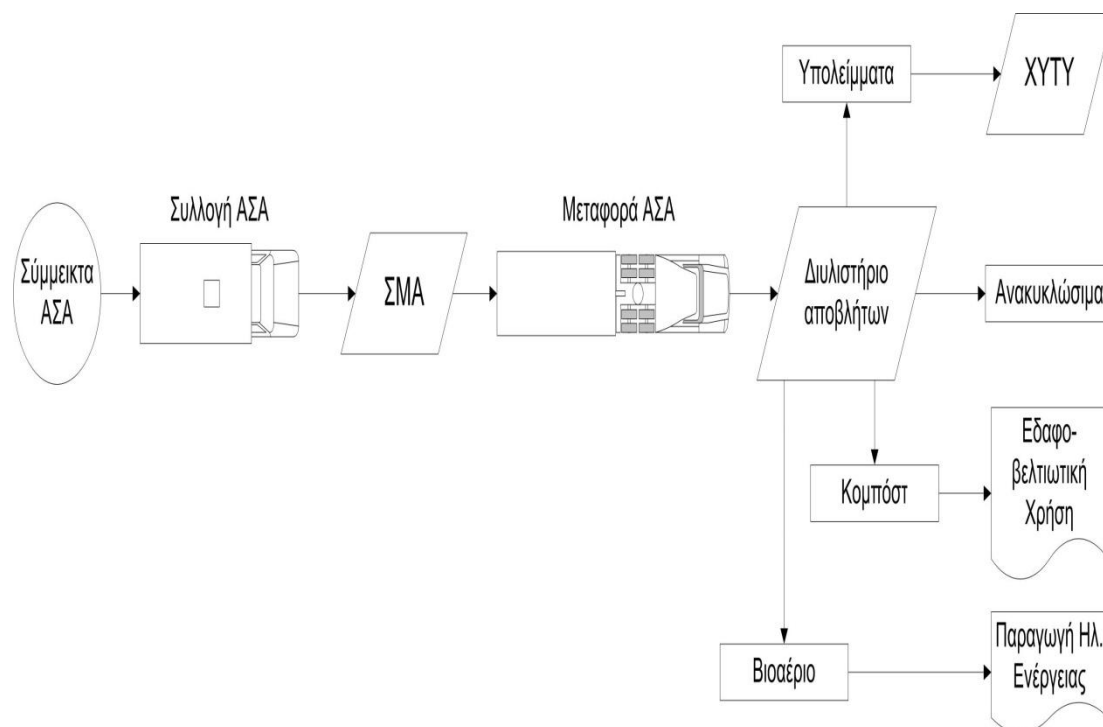 Υπολείμματα
ΧΥΤΥ
Συλλογή ΑΣΑ
Μεταφορά ΑΣΑ
Σύμμεικτα
ΑΣΑ
ΣΜΑ
Διυλιστήριο
αποβλήτων
Ανακυκλώσιμα
Κομπόστ
Εδαφο-
βελτιωτική
Χρήση
Βιοαέριο
Παραγωγή Ηλ.
Ενέργειας